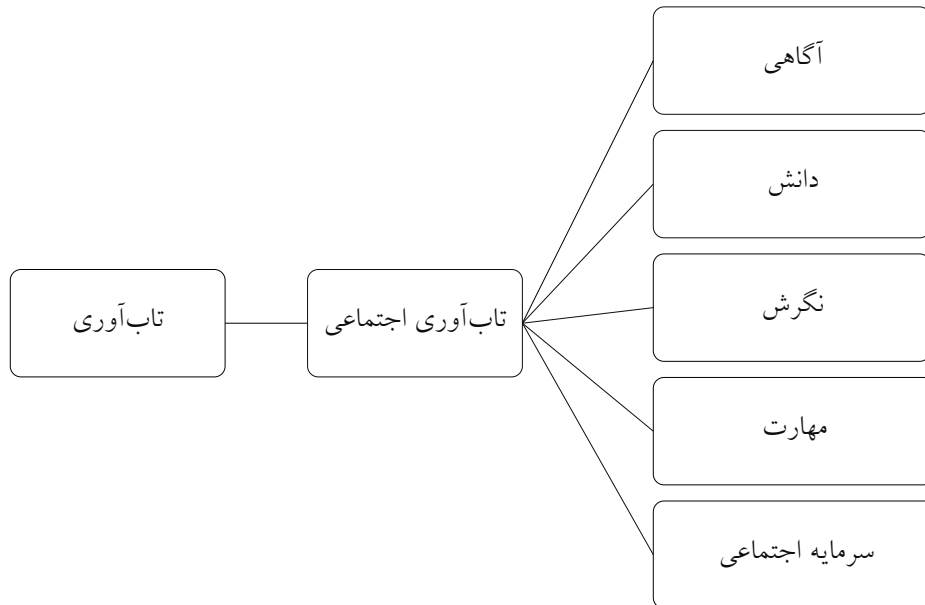 آگاهی
دانش
نگرش
مهارت
سرمایه اجتماعی
تاب‌آوری اجتماعی
تاب‌آوری